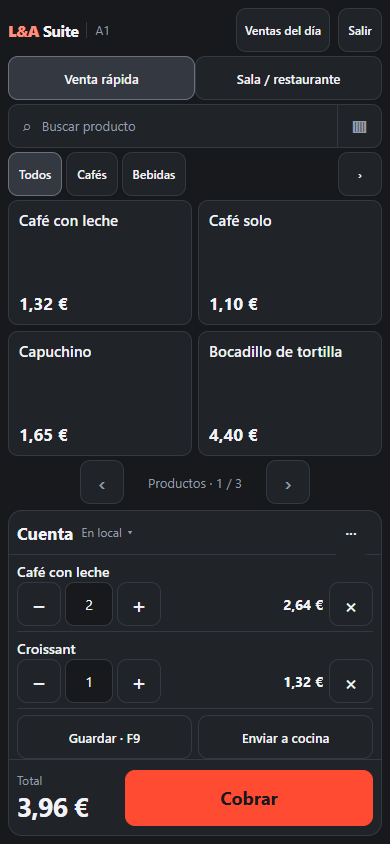 L&A Suite A1 Ventas del día Salir
Venta rápida Sala / restaurante
Buscar producto
Todos Cafés Bebidas ›
Café con leche Café solo
1,32 € 1,10 €
Capuchino Bocadillo de tortilla
1,65 € 4,40 €
‹ Productos · 1 / 3 ›
Cuenta En local ···
Café con leche
− 2 + 2,64 € ×
Croissant
− 1 + 1,32 € ×
Guardar · F9 Enviar a cocina
Total
3,96 € Cobrar